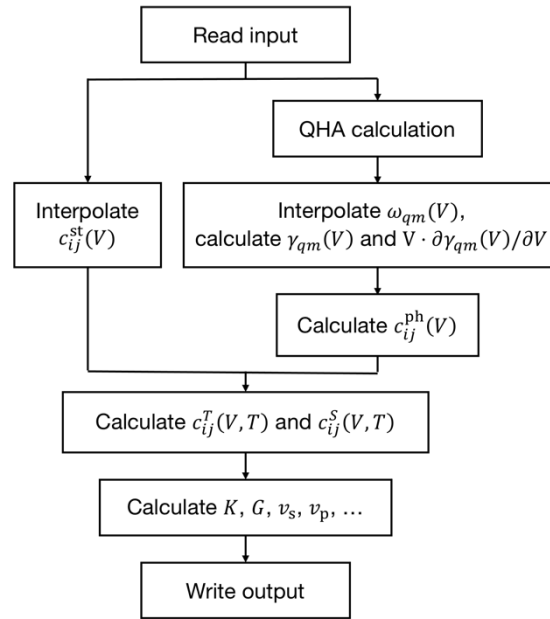 Read input
QHA calculation
Interpolate
c_{ij}^{st}(V)
Interpolate ω_{qm}(V),
calculate γ_{qm}(V) and V · ∂γ_{qm}(V)/∂V
Calculate c_{ij}^{ph}(V)
Calculate c_{ij}^{T}(V, T) and c_{ij}^{S}(V, T)
Calculate K, G, v_s, v_p, …
Write output